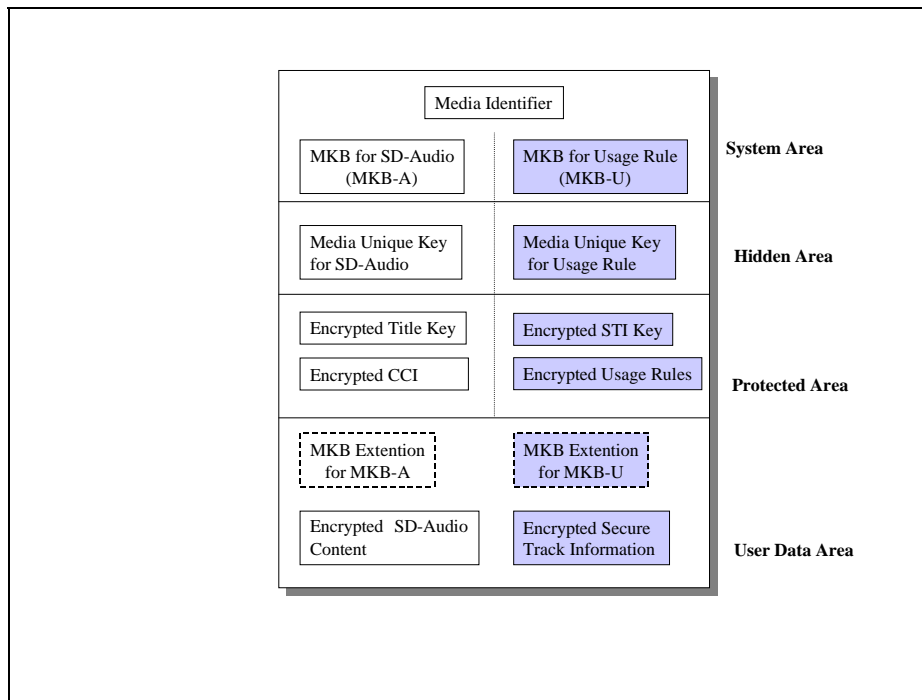 Media Identifier
MKB for SD-Audio
(MKB-A)
MKB for Usage Rule
(MKB-U)
System Area
Media Unique Key
for SD-Audio
Media Unique Key
for Usage Rule
Hidden Area
Encrypted Title Key
Encrypted STI Key
Encrypted CCI
Encrypted Usage Rules
Protected Area
MKB Extention
for MKB-A
MKB Extention
for MKB-U
Encrypted SD-Audio
Content
Encrypted Secure
Track Information
User Data Area